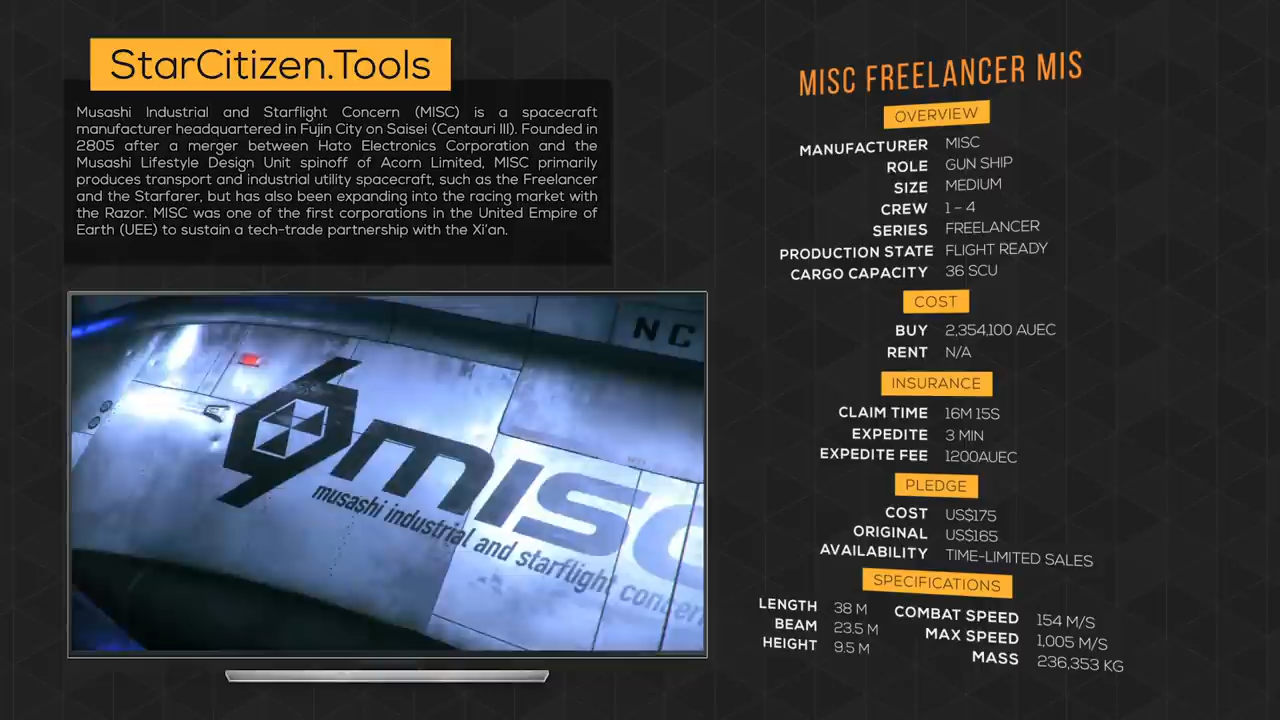 StarCitizen.Tools
Musashi Industrial and Starflight Concern (MISC) is a spacecraft
manufacturer headquartered in Fujin City on Saisei (Centauri III). Founded in
2805 after a merger between Hato Electronics Corporation and the
Musashi Lifestyle Design Unit spinoff of Acorn Limited, MISC primarily
produces transport and industrial utility spacecraft, such as the Freelancer
and the Starfarer, but has also been expanding into the racing market with
the Razor. MISC was one of the first corporations in the United Empire of
Earth (UEE) to sustain a tech-trade partnership with the Xi'an.
NC
misc
musashi industrial and starflight concern
MISC FREELANCER MIS
OVERVIEW
MANUFACTURER MISC
ROLE GUN SHIP
SIZE MEDIUM
CREW 1 – 4
SERIES FREELANCER
PRODUCTION STATE FLIGHT READY
CARGO CAPACITY 36 SCU
COST
BUY 2,354,100 AUEC
RENT N/A
INSURANCE
CLAIM TIME 16M 15S
EXPEDITE 3 MIN
EXPEDITE FEE 1200AUEC
PLEDGE
COST US$175
ORIGINAL US$165
AVAILABILITY TIME-LIMITED SALES
SPECIFICATIONS
LENGTH 38 M COMBAT SPEED 154 M/S
BEAM 23.5 M MAX SPEED 1,005 M/S
HEIGHT 9.5 M MASS 236,353 KG